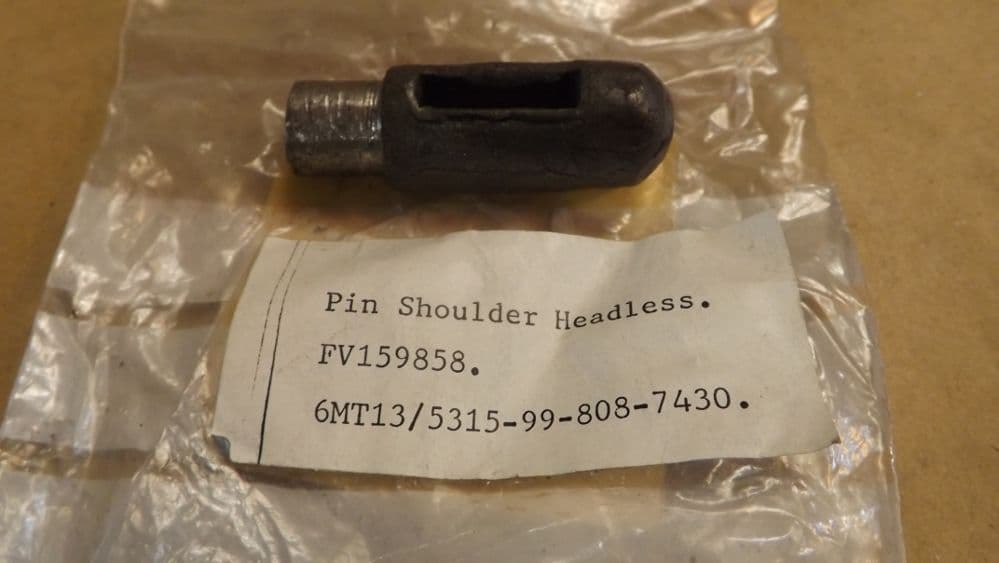 Pin Shoulder Headless.
FV159858.
6MT13/5315-99-808-7430.